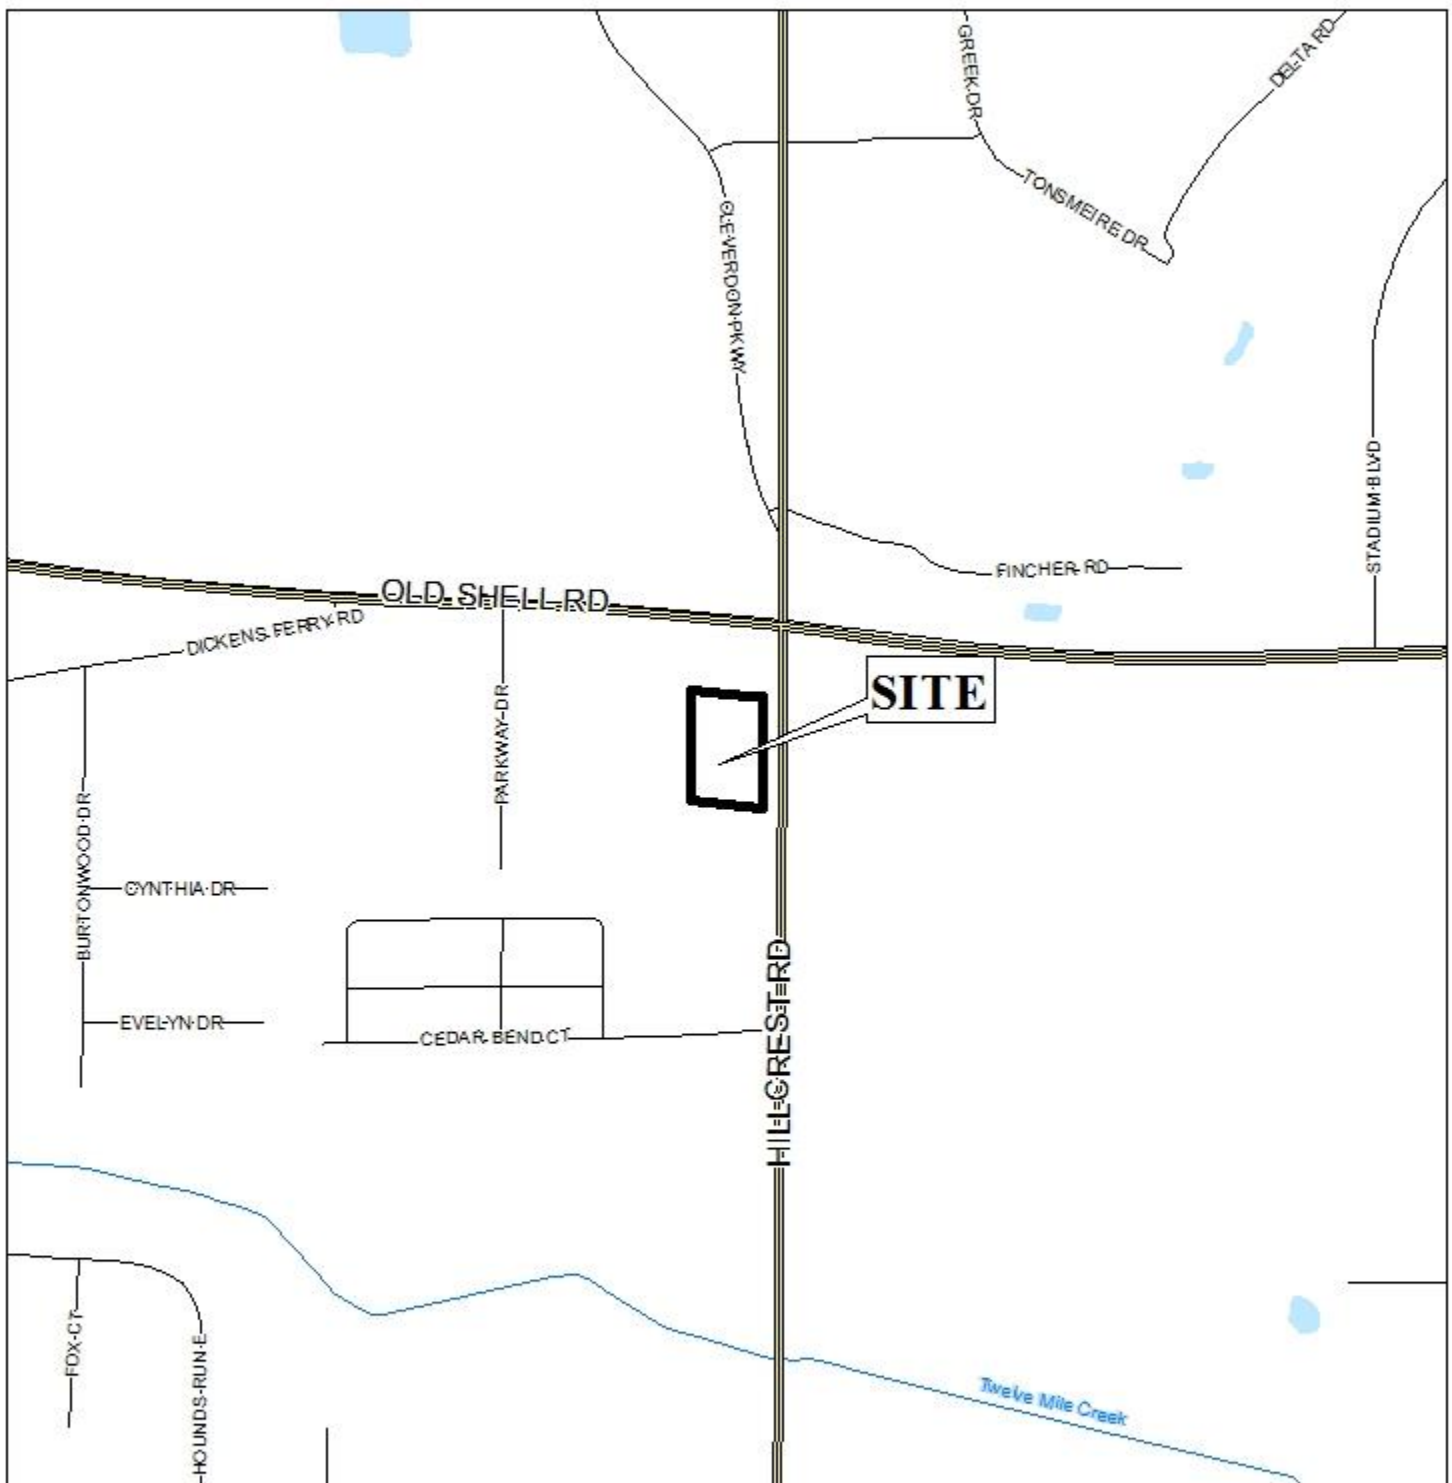 GREEK DR
DELTA RD
TONSMEIRE DR
CLEVERDON PKWY
STADIUM BLVD
FINCHER RD
OLD SHELL RD
DICKENS FERRY RD
SITE
PARKWAY DR
BURTONWOOD DR
CYNTHIA DR
HILLCREST RD
EVELYN DR
CEDAR BEND CT
FOX CT
HOUNDS RUN E
Twelve Mile Creek